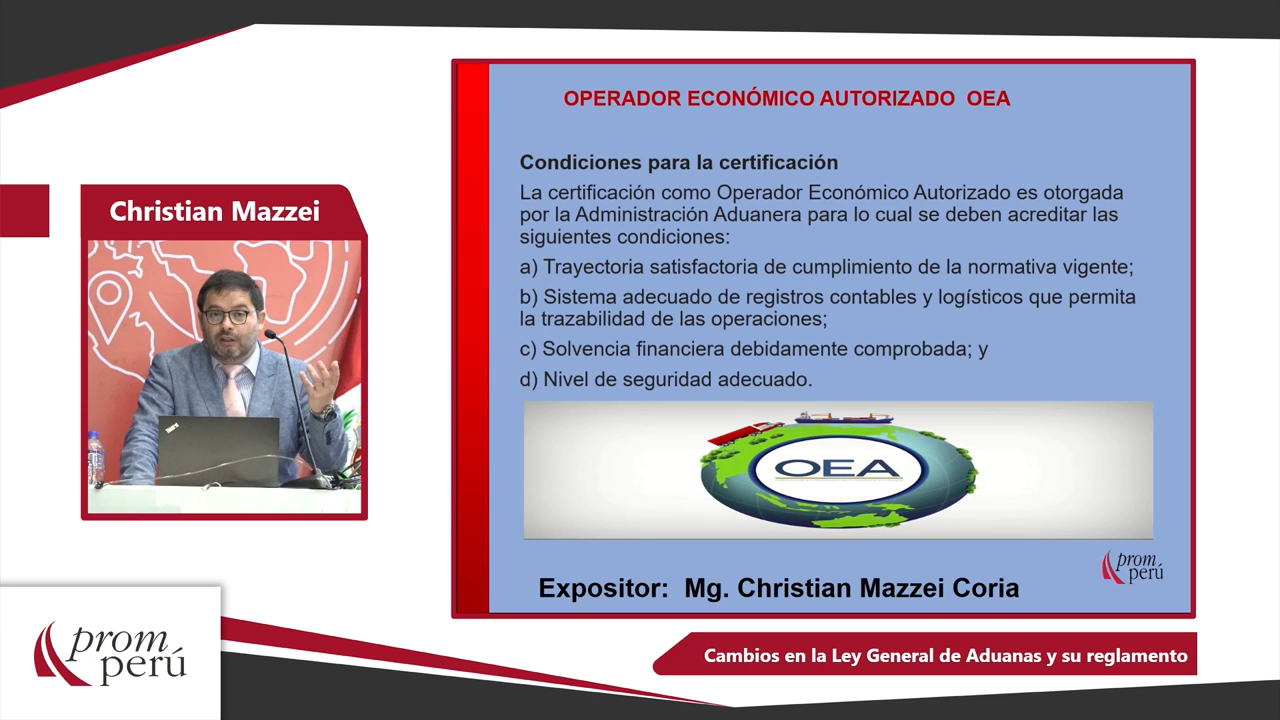 Christian Mazzei
OPERADOR ECONÓMICO AUTORIZADO OEA
Condiciones para la certificación
La certificación como Operador Económico Autorizado es otorgada
por la Administración Aduanera para lo cual se deben acreditar las
siguientes condiciones:
a) Trayectoria satisfactoria de cumplimiento de la normativa vigente;
b) Sistema adecuado de registros contables y logísticos que permita
la trazabilidad de las operaciones;
c) Solvencia financiera debidamente comprobada; y
d) Nivel de seguridad adecuado.
OEA
prom
perú
Expositor: Mg. Christian Mazzei Coria
prom
perú
Cambios en la Ley General de Aduanas y su reglamento